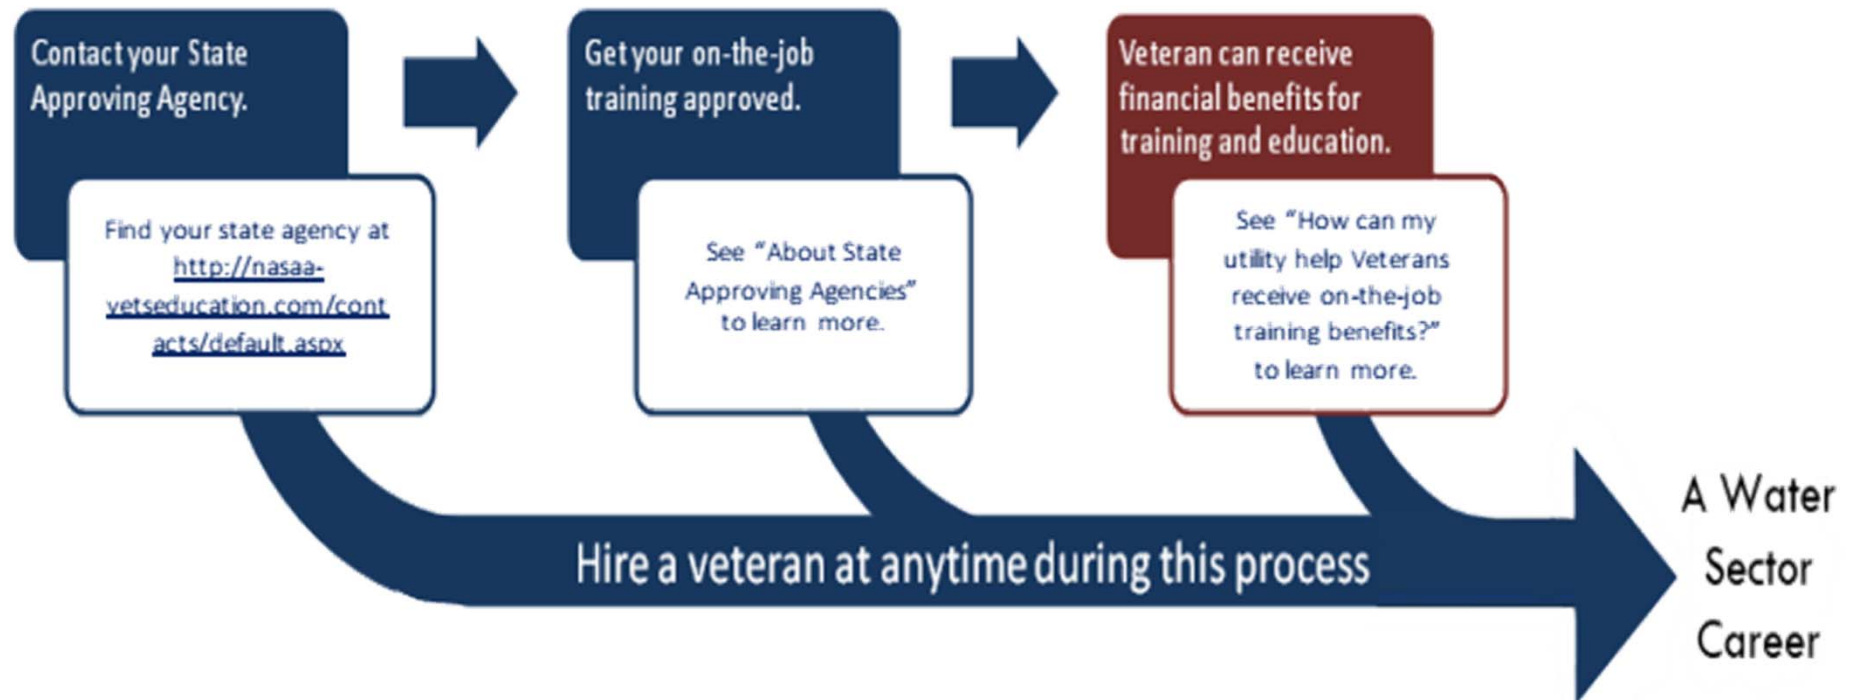 Contact your State
Approving Agency.
Find your state agency at
http://nasaa-
vetseducation.com/cont
acts/default.aspx
Get your on-the-job
training approved.
See “About State
Approving Agencies”
to learn more.
Veteran can receive
financial benefits for
training and education.
See “How can my
utility help Veterans
receive on-the-job
training benefits?”
to learn more.
Hire a veteran at anytime during this process
A Water
Sector
Career